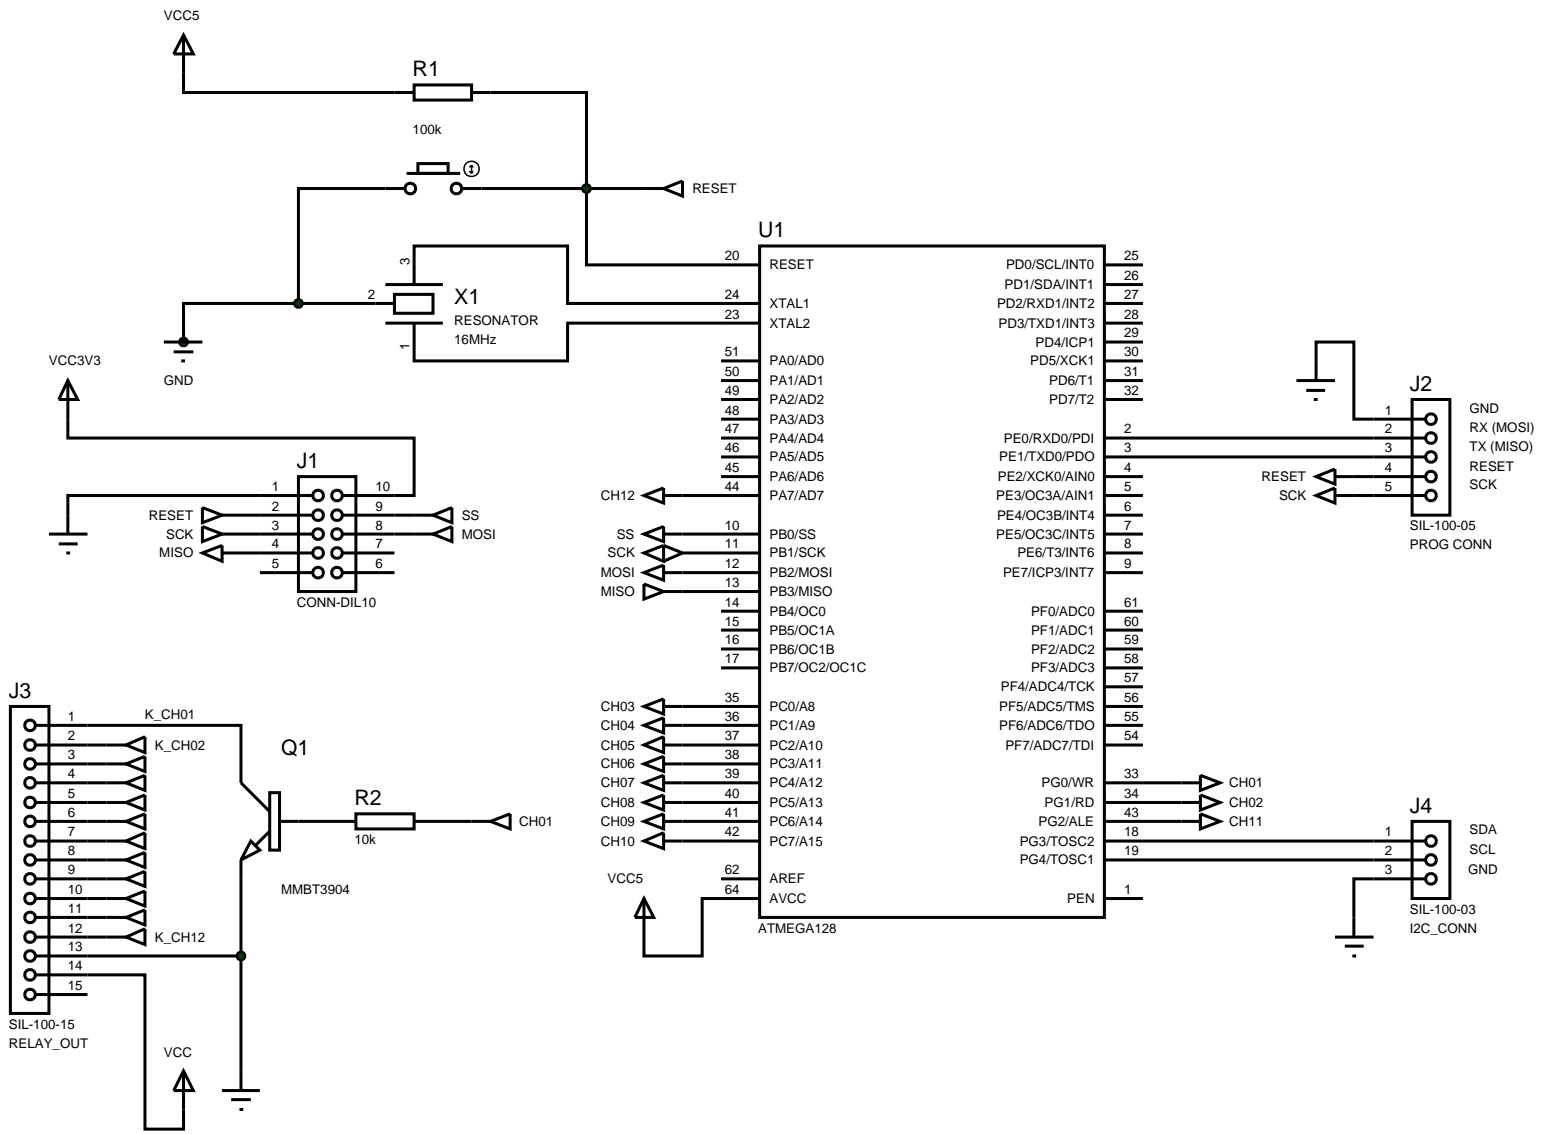 VCC5
R1
100k
RESET
3
2
X1
RESONATOR
16MHz
1
GND
VCC3V3
J1
1 10
RESET 2 9 SS
SCK 3 8 MOSI
MISO 4 7
5 6
CONN-DIL10
U1
20 RESET
24 XTAL1
23 XTAL2
51 PA0/AD0
50 PA1/AD1
49 PA2/AD2
48 PA3/AD3
47 PA4/AD4
46 PA5/AD5
45 PA6/AD6
CH12 44 PA7/AD7
SS 10 PB0/SS
SCK 11 PB1/SCK
MOSI 12 PB2/MOSI
MISO 13 PB3/MISO
14 PB4/OC0
15 PB5/OC1A
16 PB6/OC1B
17 PB7/OC2/OC1C
CH03 35 PC0/A8
CH04 36 PC1/A9
CH05 37 PC2/A10
CH06 38 PC3/A11
CH07 39 PC4/A12
CH08 40 PC5/A13
CH09 41 PC6/A14
CH10 42 PC7/A15
62 AREF
VCC5
64 AVCC
ATMEGA128
PD0/SCL/INT0 25
PD1/SDA/INT1 26
PD2/RXD1/INT2 27
PD3/TXD1/INT3 28
PD4/ICP1 29
PD5/XCK1 30
PD6/T1 31
PD7/T2 32
PE0/RXD0/PDI 2
PE1/TXD0/PDO 3
PE2/XCK0/AIN0 4
PE3/OC3A/AIN1 5
PE4/OC3B/INT4 6
PE5/OC3C/INT5 7
PE6/T3/INT6 8
PE7/ICP3/INT7 9
PF0/ADC0 61
PF1/ADC1 60
PF2/ADC2 59
PF3/ADC3 58
PF4/ADC4/TCK 57
PF5/ADC5/TMS 56
PF6/ADC6/TDO 55
PF7/ADC7/TDI 54
PG0/WR 33 CH01
PG1/RD 34 CH02
PG2/ALE 43 CH11
PG3/TOSC2 18
PG4/TOSC1 19
PEN 1
J2
1 GND
2 RX (MOSI)
3 TX (MISO)
RESET 4 RESET
SCK 5 SCK
SIL-100-05
PROG CONN
J4
1 SDA
2 SCL
3 GND
SIL-100-03
I2C_CONN
J3
1 K_CH01
2 K_CH02
3
4
5
6
7
8
9
10
11
12 K_CH12
13
14
15
SIL-100-15
RELAY_OUT
VCC
Q1
MMBT3904
R2
10k
CH01